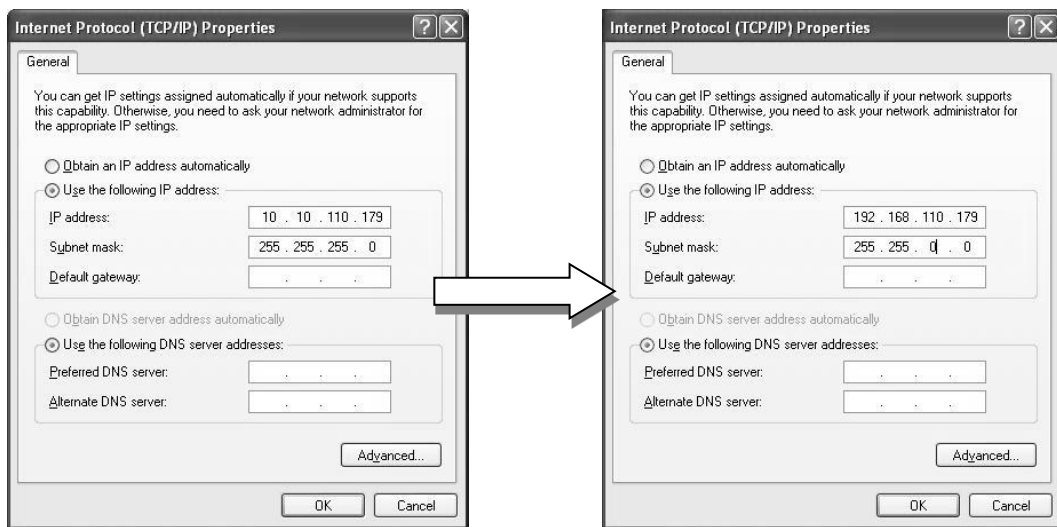 Internet Protocol (TCP/IP) Properties
General
You can get IP settings assigned automatically if your network supports
this capability. Otherwise, you need to ask your network administrator for
the appropriate IP settings.
Obtain an IP address automatically
Use the following IP address:
IP address: 10 . 10 . 110 . 179
Subnet mask: 255 . 255 . 255 . 0
Default gateway: . . .
Obtain DNS server address automatically
Use the following DNS server addresses:
Preferred DNS server: . . .
Alternate DNS server: . . .
Advanced...
OK Cancel
Internet Protocol (TCP/IP) Properties
General
You can get IP settings assigned automatically if your network supports
this capability. Otherwise, you need to ask your network administrator for
the appropriate IP settings.
Obtain an IP address automatically
Use the following IP address:
IP address: 192 . 168 . 110 . 179
Subnet mask: 255 . 255 . 0 . 0
Default gateway: . . .
Obtain DNS server address automatically
Use the following DNS server addresses:
Preferred DNS server: . . .
Alternate DNS server: . . .
Advanced...
OK Cancel